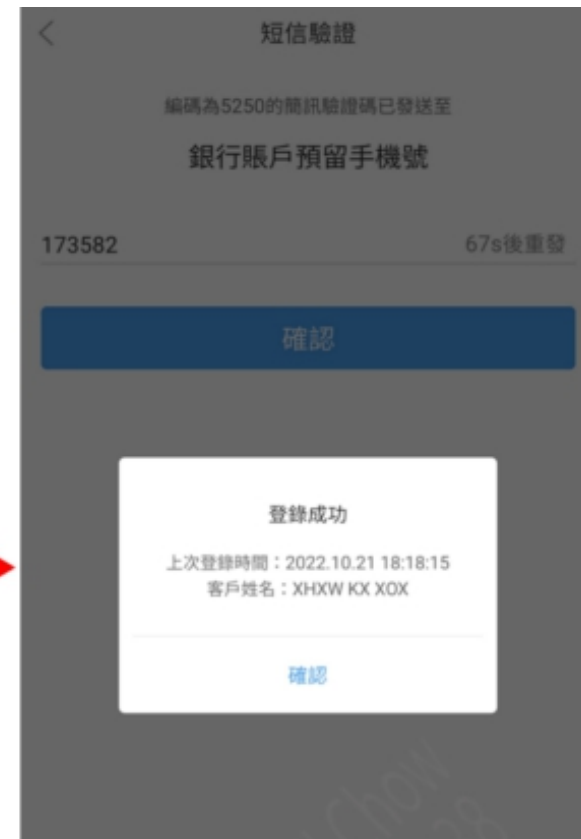 短信驗證
編碼為5250的簡訊驗證碼已發送至
銀行賬戶預留手機號
173582 67s後重發
確認
登錄成功
上次登錄時間：2022.10.21 18:18:15
客戶姓名：XHXW KX XOX
確認
Chow